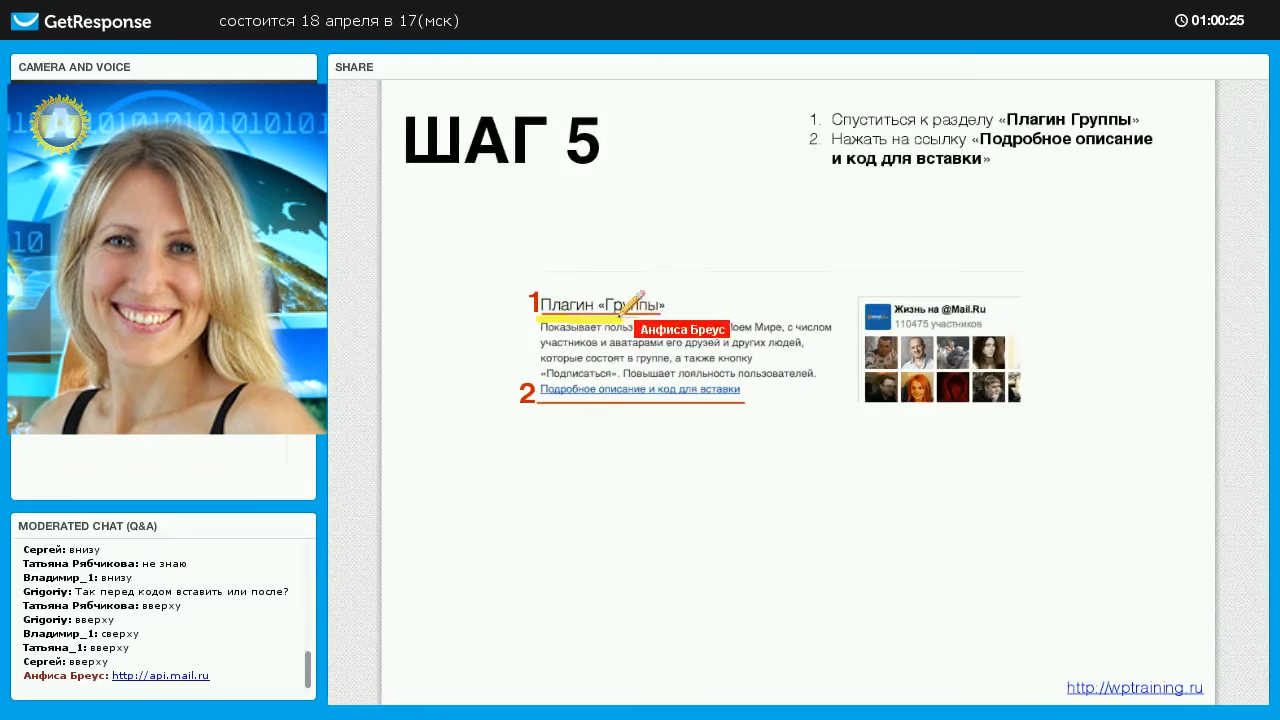 GetResponse
состоится 18 апреля в 17(мск)
01:00:25
CAMERA AND VOICE
SHARE
ШАГ 5
1. Спуститься к разделу «Плагин Группы»
2. Нажать на ссылку «Подробное описание
и код для вставки»
1 Плагин «Группы»
Показывает
Анфиса Бреус
Моем Мире, с числом
участников и аватарами его друзей и других людей,
которые состоят в группе, а также кнопку
«Подписаться». Повышает лояльность пользователей.
2 Подробное описание и код для вставки
Жизнь на @Mail.Ru
110475 участников
MODERATED CHAT (Q&A)
Сергей: внизу
Татьяна Рябчикова: не знаю
Владимир_1: внизу
Grigoriy: Так перед кодом вставить или после?
Татьяна Рябчикова: вверху
Grigoriy: вверху
Владимир_1: сверху
Татьяна_1: вверху
Сергей: вверху
Анфиса Бреус: http://api.mail.ru
http://wptraining.ru